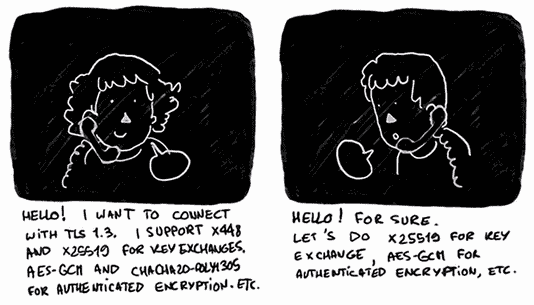 HELLO! I WANT TO CONNECT
WITH TLS 1.3. I SUPPORT X448
AND X25519 FOR KEY EXCHANGES,
AES-GCM AND CHACHA20-POLY1305
FOR AUTHENTICATED ENCRYPTION. ETC.
HELLO! FOR SURE.
LET'S DO X25519 FOR KEY
EXCHANGE, AES-GCM FOR
AUTHENTICATED ENCRYPTION, ETC.